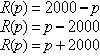 R(p) = 2000 − p
R(p) = p − 2000
R(p) = p + 2000